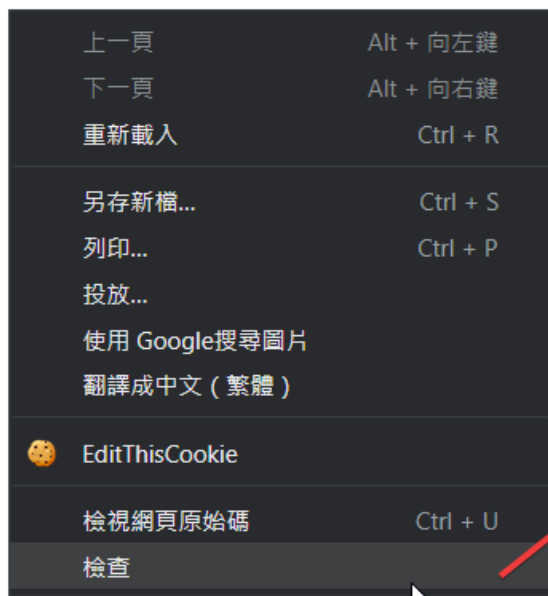 上一頁 Alt + 向左鍵
下一頁 Alt + 向右鍵
重新載入 Ctrl + R
另存新檔... Ctrl + S
列印... Ctrl + P
投放...
使用 Google搜尋圖片
翻譯成中文 ( 繁體 )
EditThisCookie
檢視網頁原始碼 Ctrl + U
檢查